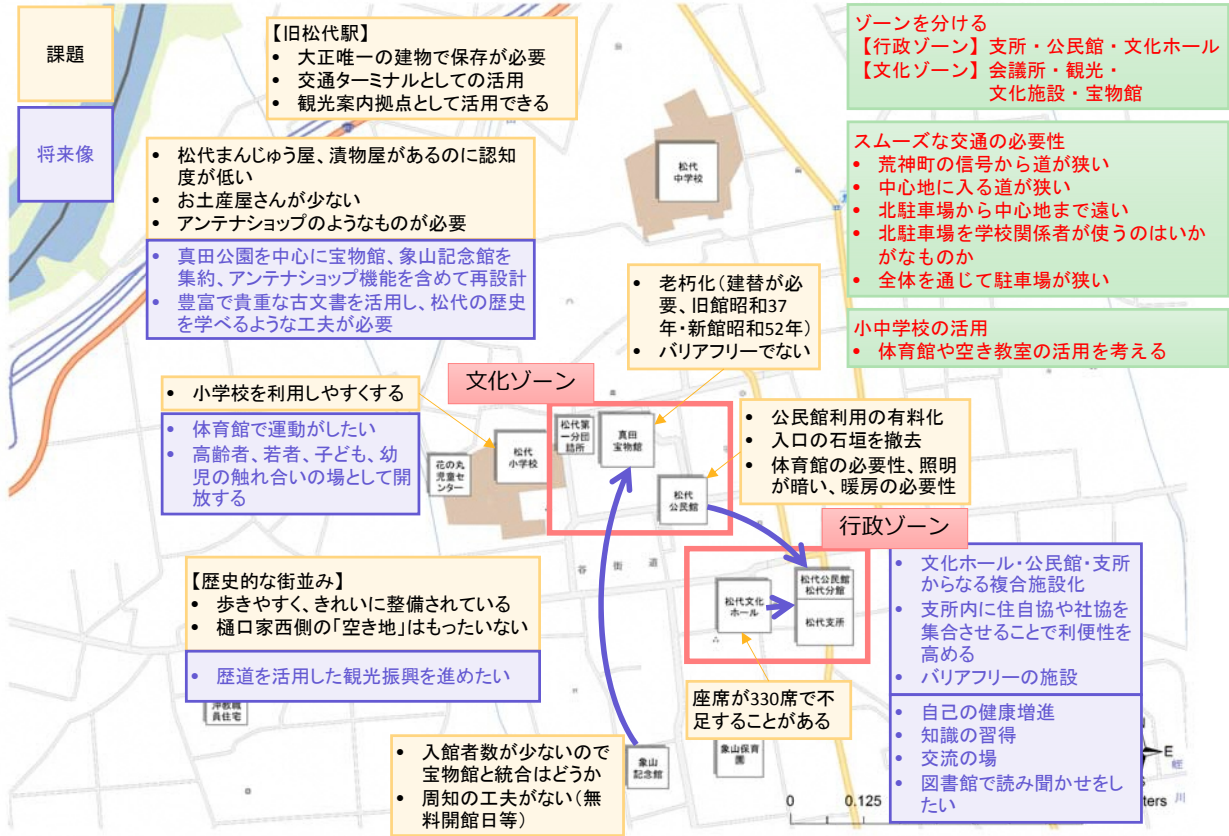 課題
将来像
【旧松代駅】
• 大正唯一の建物で保存が必要
• 交通ターミナルとしての活用
• 観光案内拠点として活用できる
ゾーンを分ける
【行政ゾーン】支所・公民館・文化ホール
【文化ゾーン】会議所・観光・
文化施設・宝物館
• 松代まんじゅう屋、漬物屋があるのに認知
度が低い
• お土産屋さんが少ない
• アンテナショップのようなものが必要
• 真田公園を中心に宝物館、象山記念館を
集約、アンテナショップ機能を含めて再設計
• 豊富で貴重な古文書を活用し、松代の歴史
を学べるような工夫が必要
松代
中学校
スムーズな交通の必要性
• 荒神町の信号から道が狭い
• 中心地に入る道が狭い
• 北駐車場から中心地まで遠い
• 北駐車場を学校関係者が使うのはいか
がなものか
• 全体を通じて駐車場が狭い
小中学校の活用
• 体育館や空き教室の活用を考える
• 老朽化（建替が必
要、旧館昭和37
年・新館昭和52年）
• バリアフリーでない
文化ゾーン
• 小学校を利用しやすくする
• 体育館で運動がしたい
• 高齢者、若者、子ども、幼
児の触れ合いの場として開
放する
花の丸
児童セ
ンター
松代
小学校
松代第
一分団
詰所
真田
宝物館
松代
公民館
• 公民館利用の有料化
• 入口の石垣を撤去
• 体育館の必要性、照明
が暗い、暖房の必要性
行政ゾーン
谷街道
松代文化
ホール
松代公民館
松代分館
松代支所
• 文化ホール・公民館・支所
からなる複合施設化
• 支所内に住自協や社協を
集合させることで利便性を
高める
• バリアフリーの施設
【歴史的な街並み】
• 歩きやすく、きれいに整備されている
• 樋口家西側の「空き地」はもったいない
• 歴道を活用した観光振興を進めたい
員住宅
座席が330席で不
足することがある
• 自己の健康増進
• 知識の習得
• 交流の場
• 図書館で読み聞かせをし
たい
• 入館者数が少ないので
宝物館と統合はどうか
• 周知の工夫がない（無
料開館日等）
象山
記念館
象山保育
園
E
蛭
川
0 0.125
ters